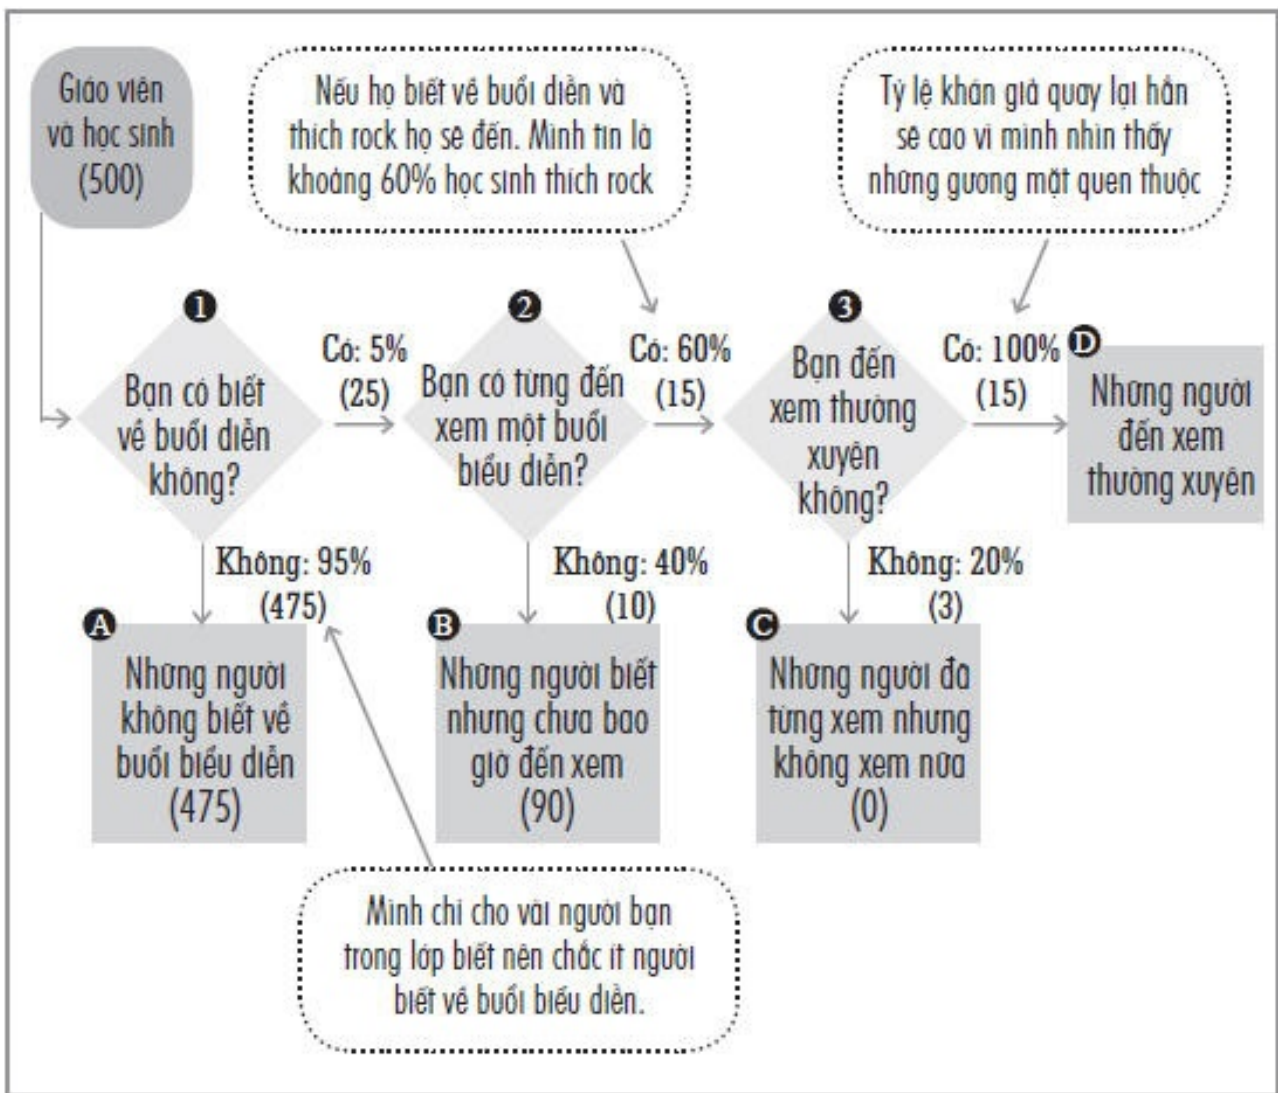 Giáo viên
và học sinh
(500)
Nếu họ biết về buổi diễn và
thích rock họ sẽ đến. Mình tin là
khoảng 60% học sinh thích rock
Tỷ lệ khán giả quay lại hẳn
sẽ cao vì mình nhìn thấy
những gương mặt quen thuộc
1
Bạn có biết
về buổi diễn
không?
Có: 5%
(25)
2
Bạn có từng đến
xem một buổi
biểu diễn?
Có: 60%
(15)
3
Bạn đến
xem thường
xuyên
không?
Có: 100%
(15)
D
Những người
đến xem
thường xuyên
Không: 95%
(475)
Không: 40%
(10)
Không: 20%
(3)
A
Những người
không biết về
buổi biểu diễn
(475)
B
Những người biết
nhưng chưa bao
giờ đến xem
(90)
C
Những người đã
từng xem nhưng
không xem nữa
(0)
Mình chỉ cho vài người bạn
trong lớp biết nên chắc ít người
biết về buổi biểu diễn.